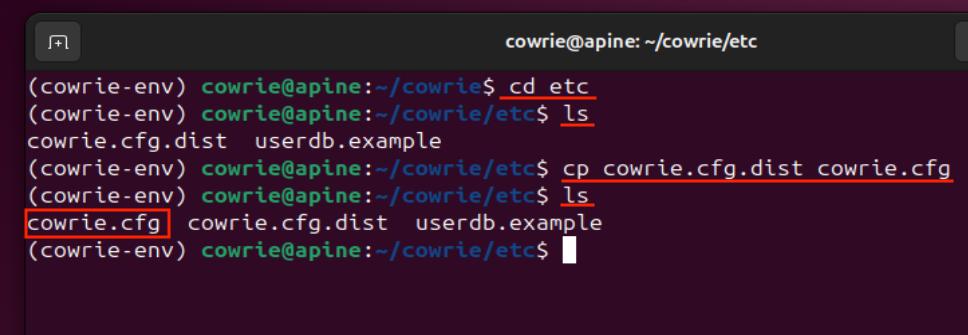 cowrie@apine: ~/cowrie/etc
(cowrie-env) cowrie@apine:~/cowrie$ cd etc
(cowrie-env) cowrie@apine:~/cowrie/etc$ ls
cowrie.cfg.dist  userdb.example
(cowrie-env) cowrie@apine:~/cowrie/etc$ cp cowrie.cfg.dist cowrie.cfg
(cowrie-env) cowrie@apine:~/cowrie/etc$ ls
cowrie.cfg  cowrie.cfg.dist  userdb.example
(cowrie-env) cowrie@apine:~/cowrie/etc$